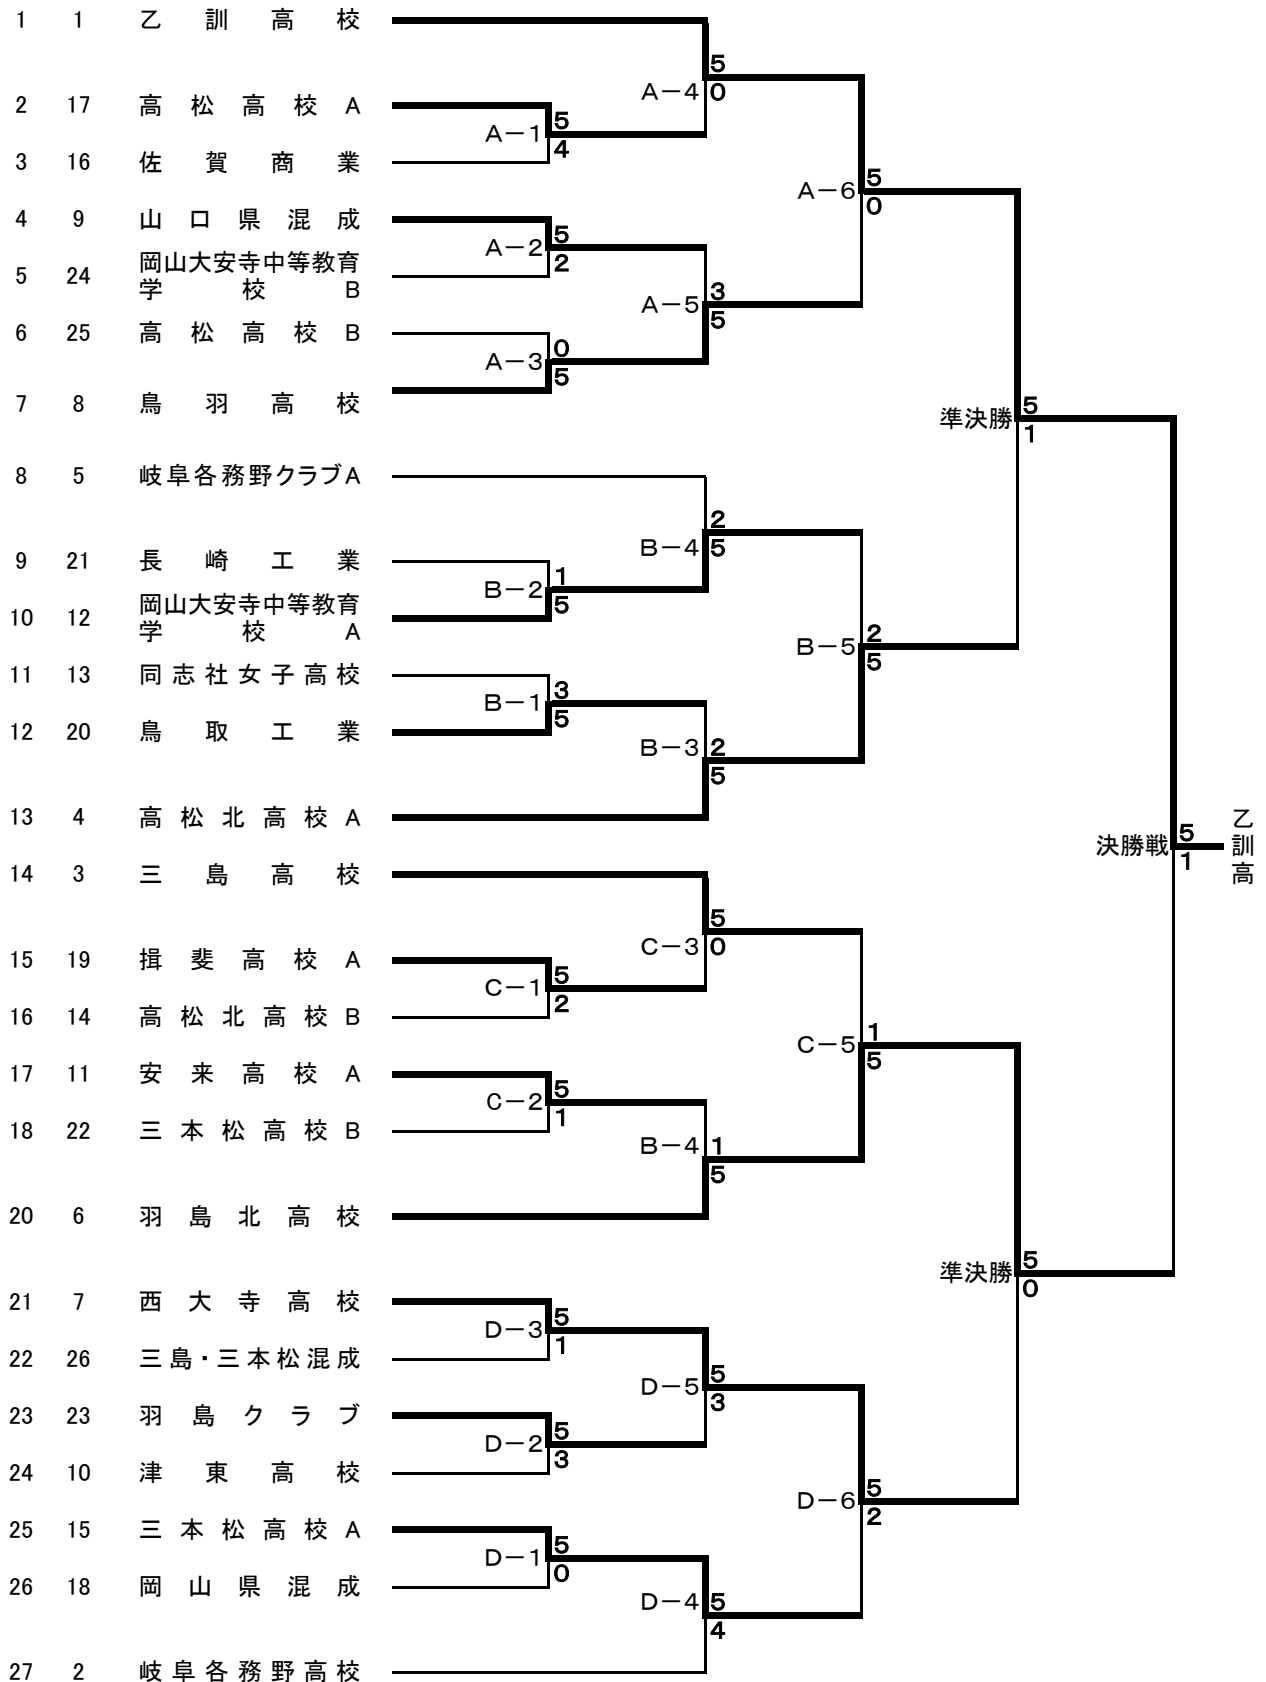 1 1 乙訓高校
5
A－4 0
2 17 高松高校A
5
A－1
4
3 16 佐賀商業
5
A－6
0
4 9 山口県混成
5
A－2
2
岡山大安寺中等教育
5 24
学校B
3
A－5
5
6 25 高松高校B
0
A－3
5
7 8 鳥羽高校
5
準決勝
1
8 5 岐阜各務野クラブA
2
B－4 5
9 21 長崎工業
1
B－2
5
岡山大安寺中等教育
10 12
学校A
2
B－5
5
11 13 同志社女子高校
3
B－1
5
12 20 鳥取工業
B－3 2
5
13 4 高松北高校A
乙
訓
高
5
決勝戦
1
14 3 三島高校
5
C－3 0
15 19 揖斐高校A
5
C－1
2
16 14 高松北高校B
1
C－5
5
17 11 安来高校A
5
C－2
1
18 22 三本松高校B
B－4 1
5
20 6 羽島北高校
5
準決勝
0
21 7 西大寺高校
5
D－3
1
22 26 三島・三本松混成
5
D－5
3
23 23 羽島クラブ
5
D－2
3
24 10 津東高校
5
D－6
2
25 15 三本松高校A
5
D－1
0
26 18 岡山県混成
D－4 5
4
27 2 岐阜各務野高校